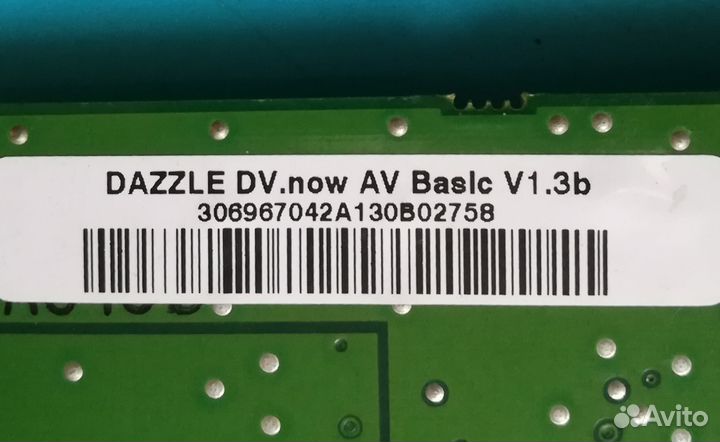 DAZZLE DV.now AV Basic V1.3b
306967042A130B02758
Avito